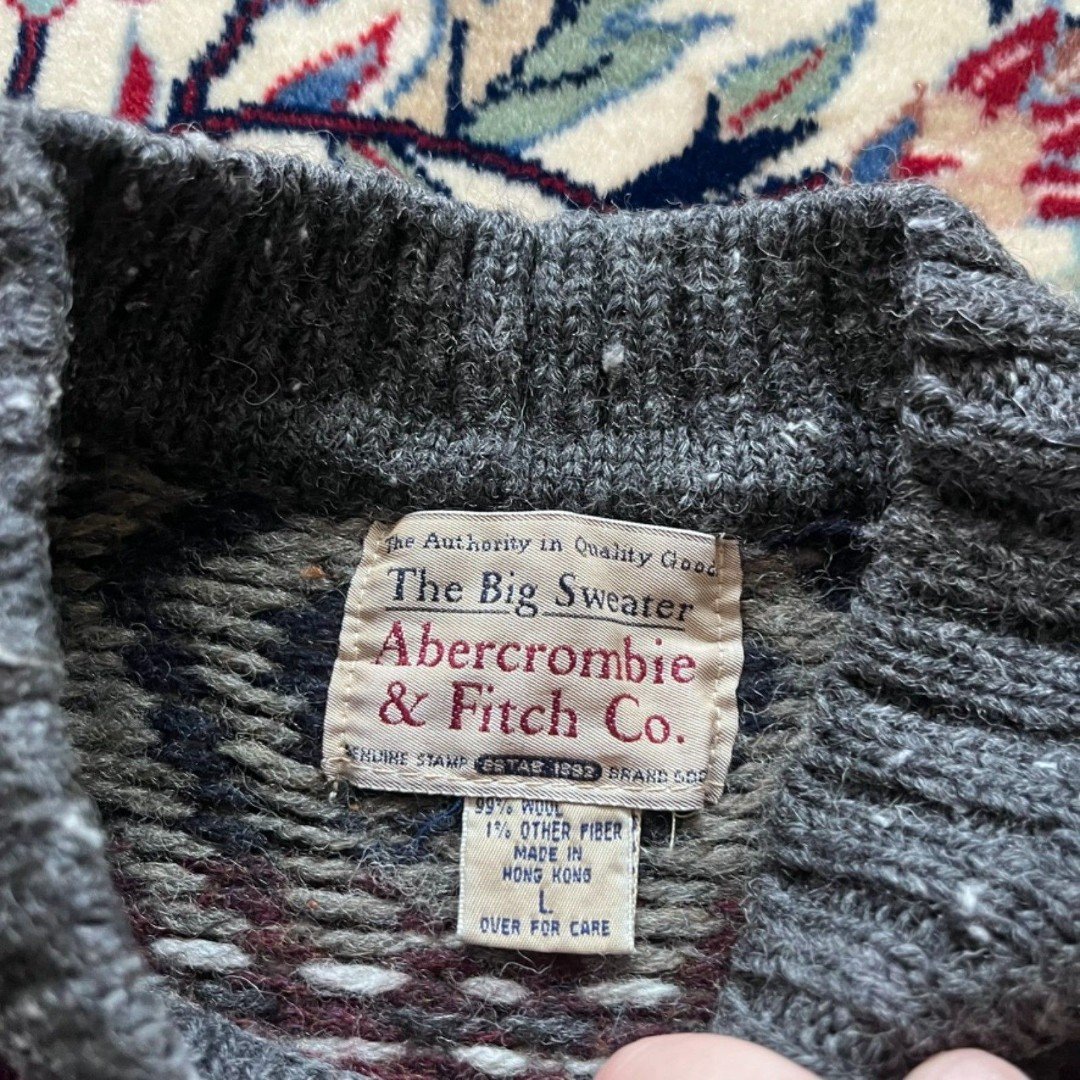 The Authority in Quality Good
The Big Sweater
Abercrombie
& Fitch Co.
GENUINE STAMP ESTAB 1892 BRAND GOO
99% WOOL
1% OTHER FIBER
MADE IN
HONG KONG
L
OVER FOR CARE